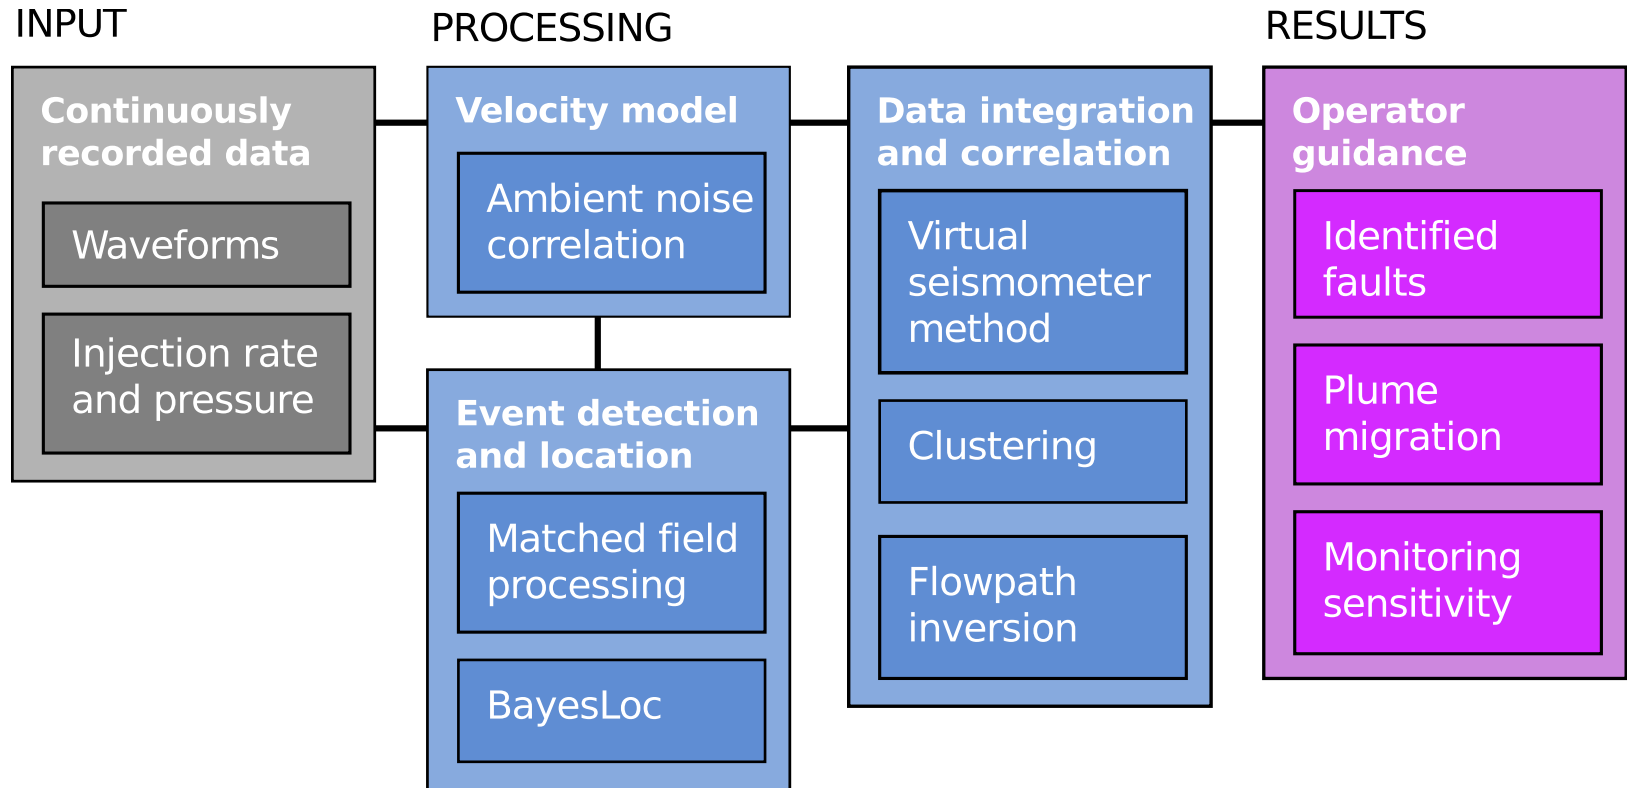 INPUT
Continuously
recorded data
Waveforms
Injection rate
and pressure
PROCESSING
Velocity model
Ambient noise
correlation
Event detection
and location
Matched field
processing
BayesLoc
Data integration
and correlation
Virtual
seismometer
method
Clustering
Flowpath
inversion
RESULTS
Operator
guidance
Identified
faults
Plume
migration
Monitoring
sensitivity